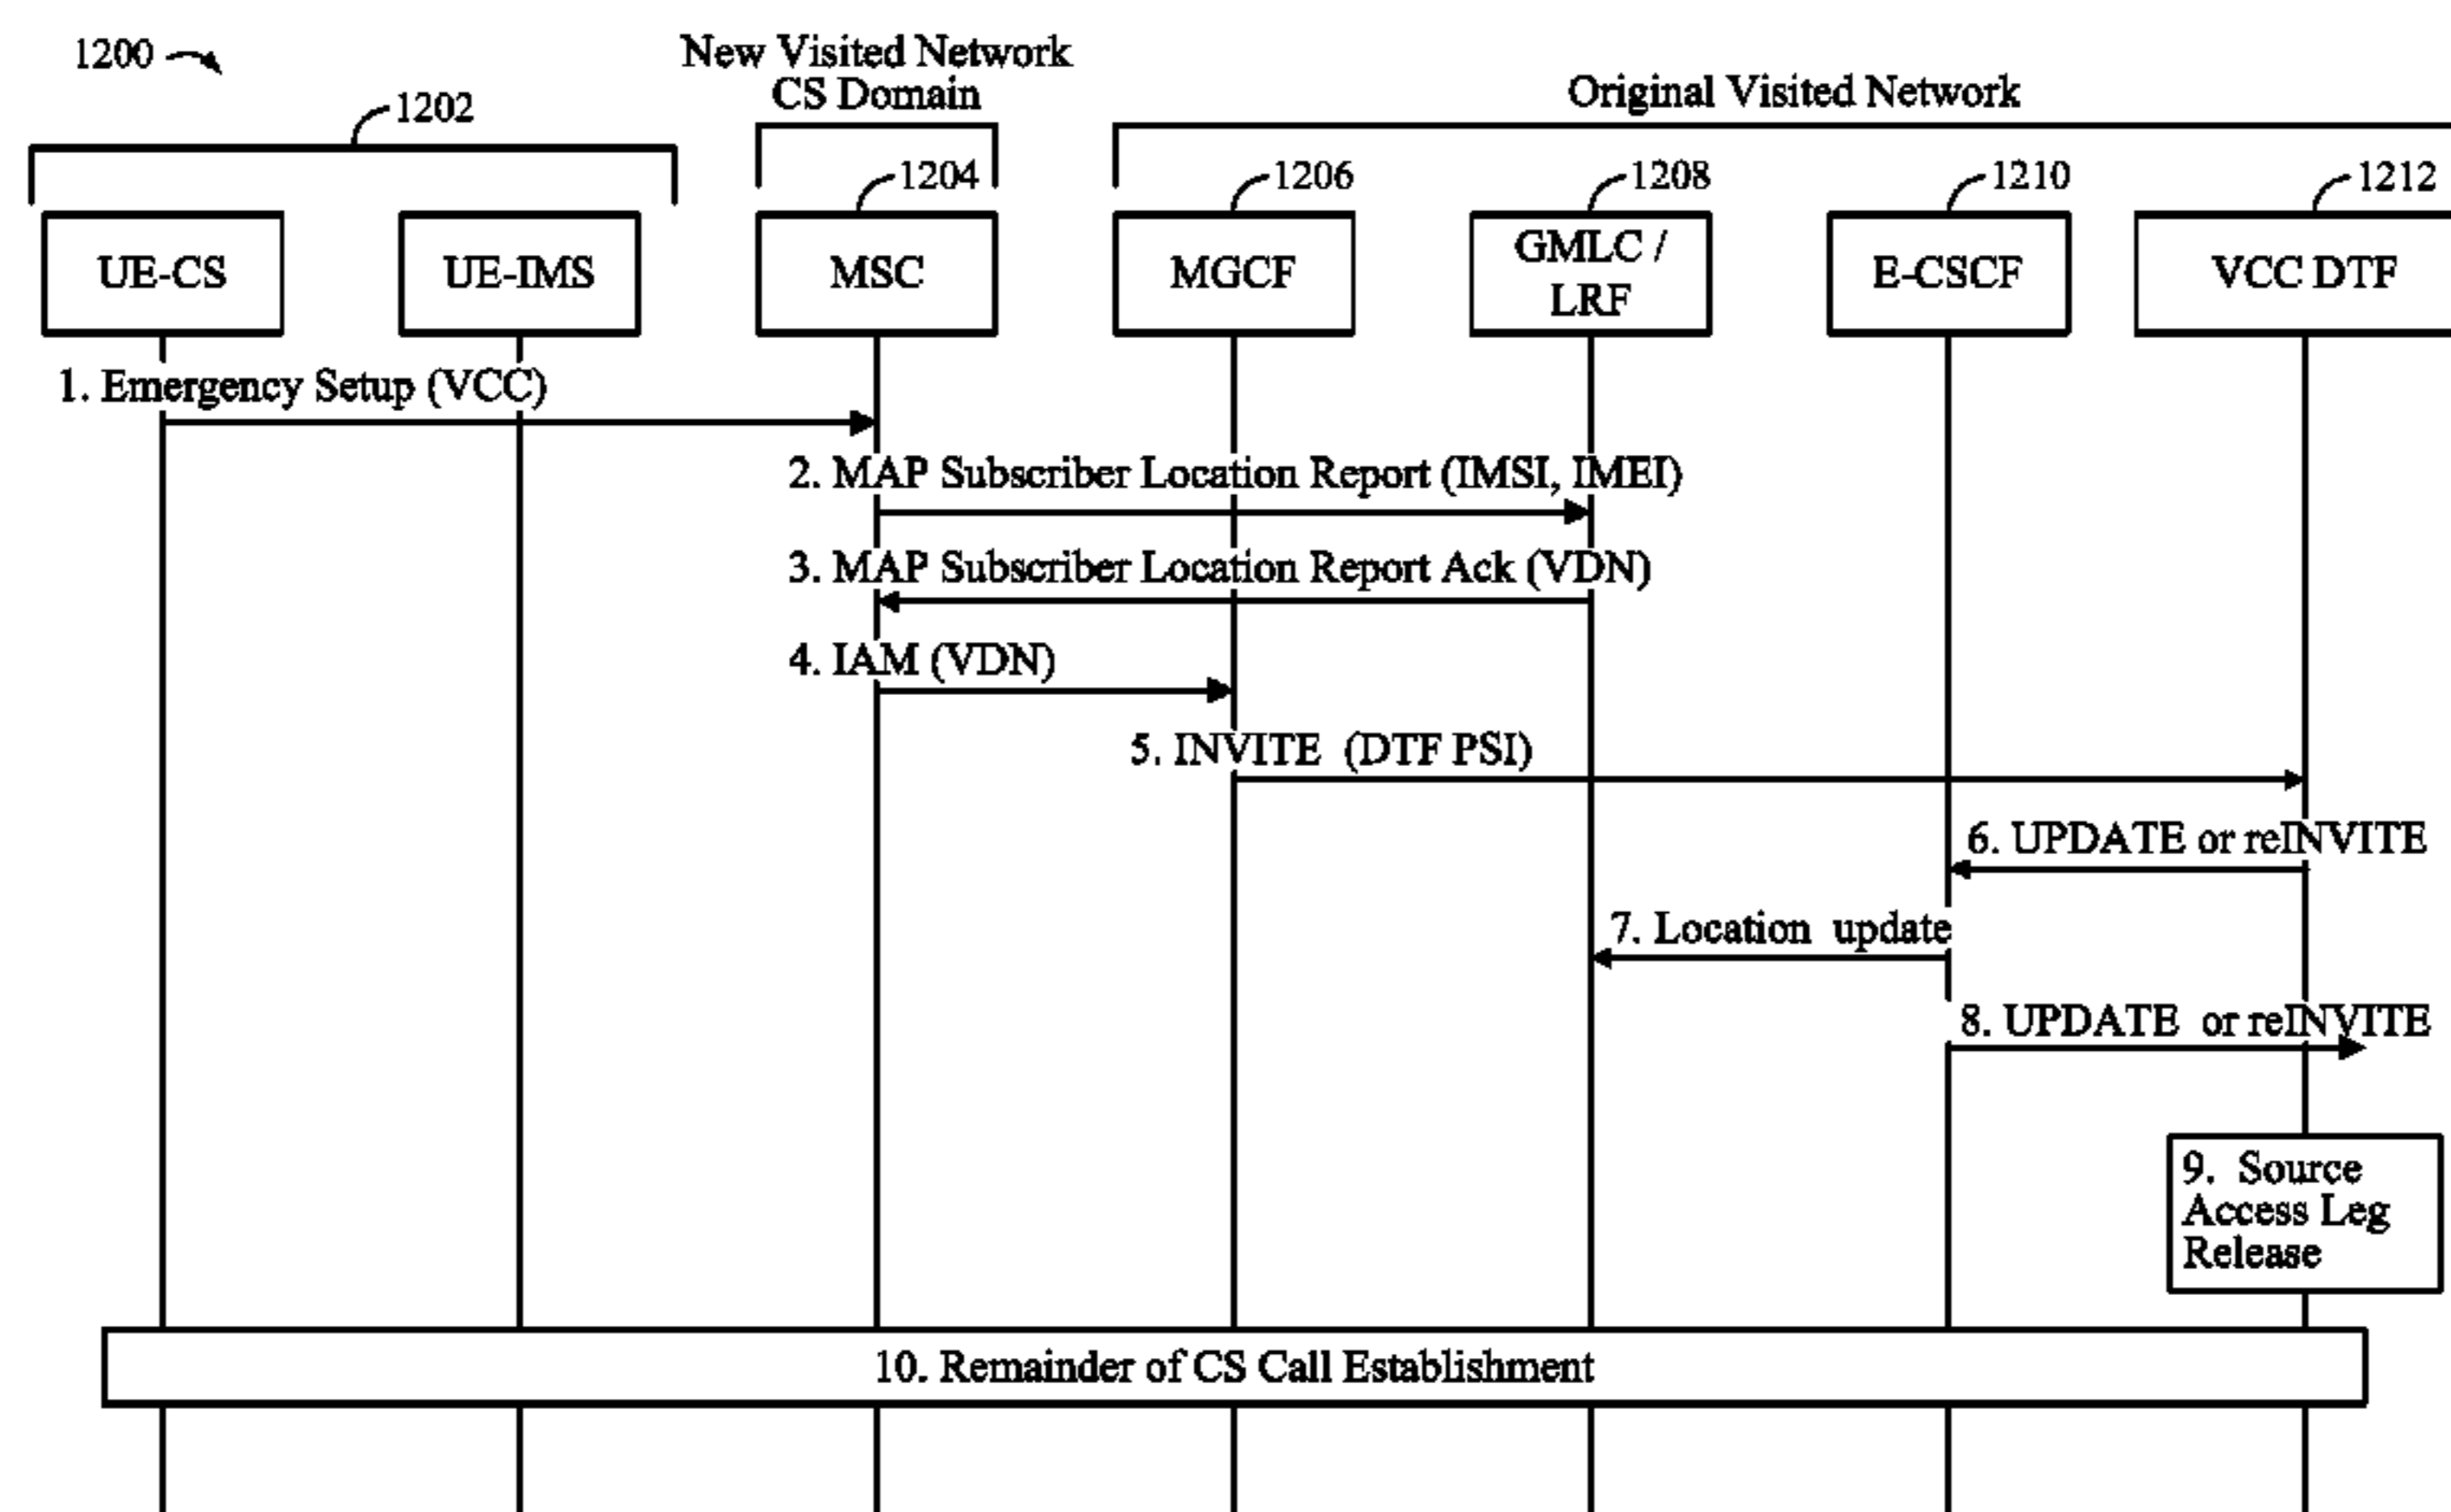 1200
New Visited Network
CS Domain
Original Visited Network
1202
1204
1206
1208
1210
1212
UE-CS
UE-IMS
MSC
MGCF
GMLC /
LRF
E-CSCF
VCC DTF
1. Emergency Setup (VCC)
2. MAP Subscriber Location Report (IMSI, IMEI)
3. MAP Subscriber Location Report Ack (VDN)
4. IAM (VDN)
5. INVITE (DTF PSI)
6. UPDATE or reINVITE
7. Location update
8. UPDATE or reINVITE
9. Source
Access Leg
Release
10. Remainder of CS Call Establishment